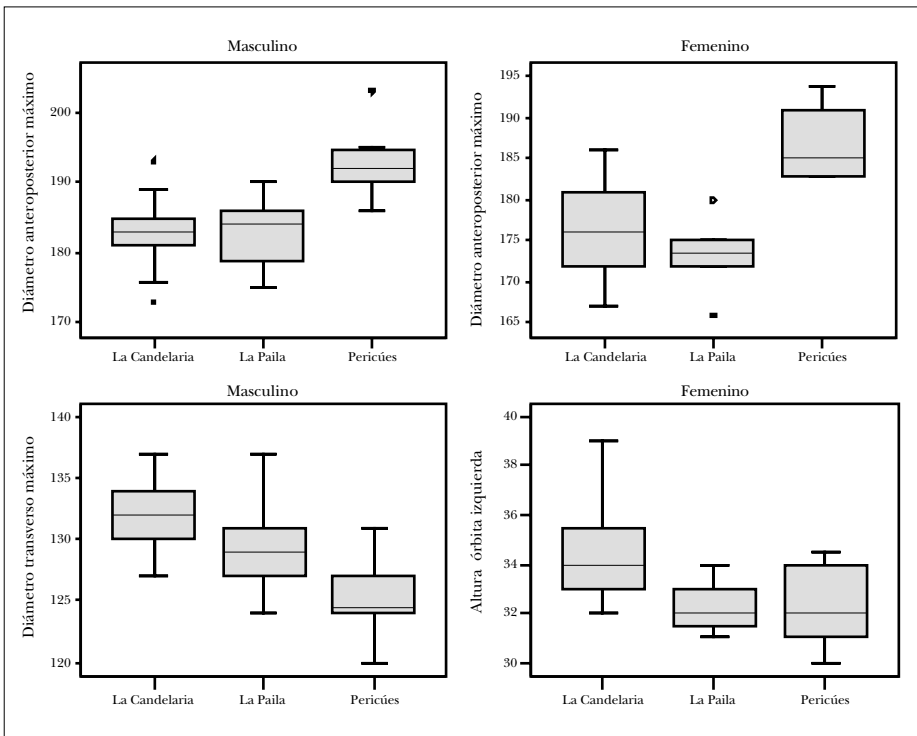 Masculino
Diámetro anteroposterior máximo
200
190
180
170
La Candelaria La Paila Pericúes
Femenino
Diámetro anteroposterior máximo
195
190
185
180
175
170
165
La Candelaria La Paila Pericúes
Masculino
Diámetro transverso máximo
140
135
130
125
120
La Candelaria La Paila Pericúes
Femenino
Altura órbita izquierda
40
38
36
34
32
30
La Candelaria La Paila Pericúes